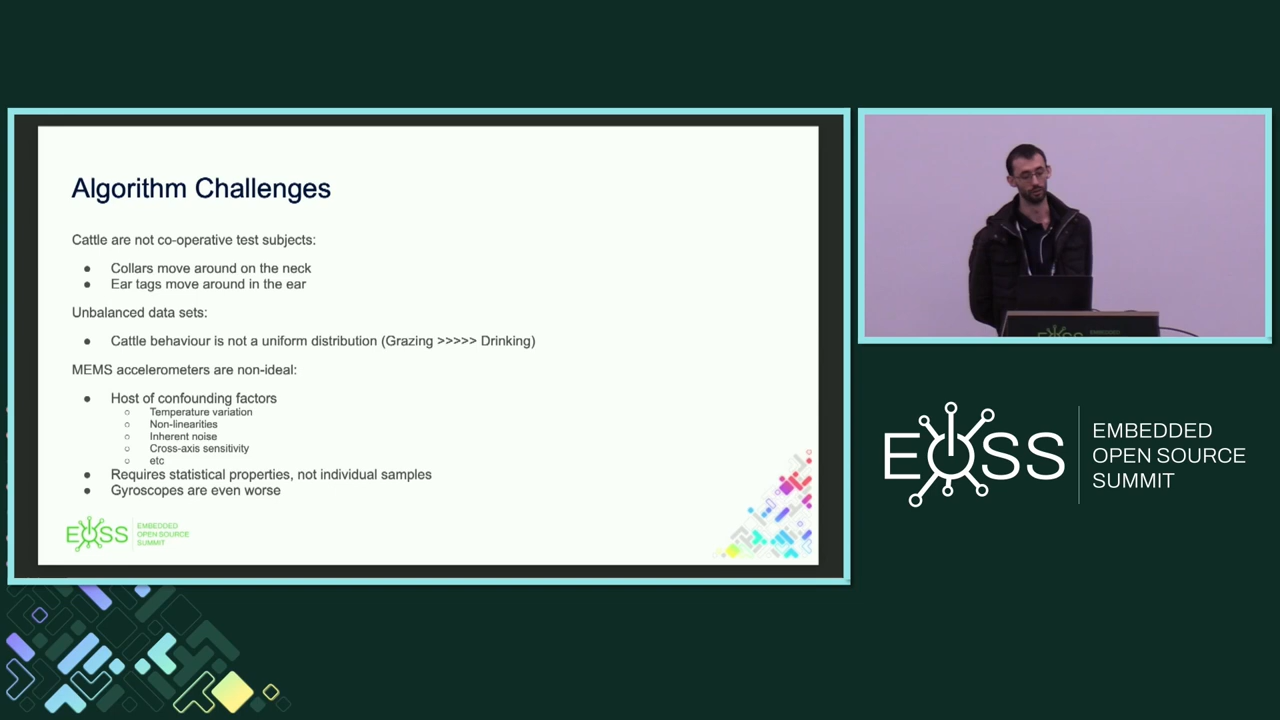 Algorithm Challenges
Cattle are not co-operative test subjects:
● Collars move around on the neck
● Ear tags move around in the ear
Unbalanced data sets:
● Cattle behaviour is not a uniform distribution (Grazing >>>>> Drinking)
MEMS accelerometers are non-ideal:
● Host of confounding factors
○ Temperature variation
○ Non-linearities
○ Inherent noise
○ Cross-axis sensitivity
○ etc
● Requires statistical properties, not individual samples
● Gyroscopes are even worse
EOSS
EMBEDDED
OPEN SOURCE
SUMMIT
EOSS
EMBEDDED
OPEN SOURCE
SUMMIT